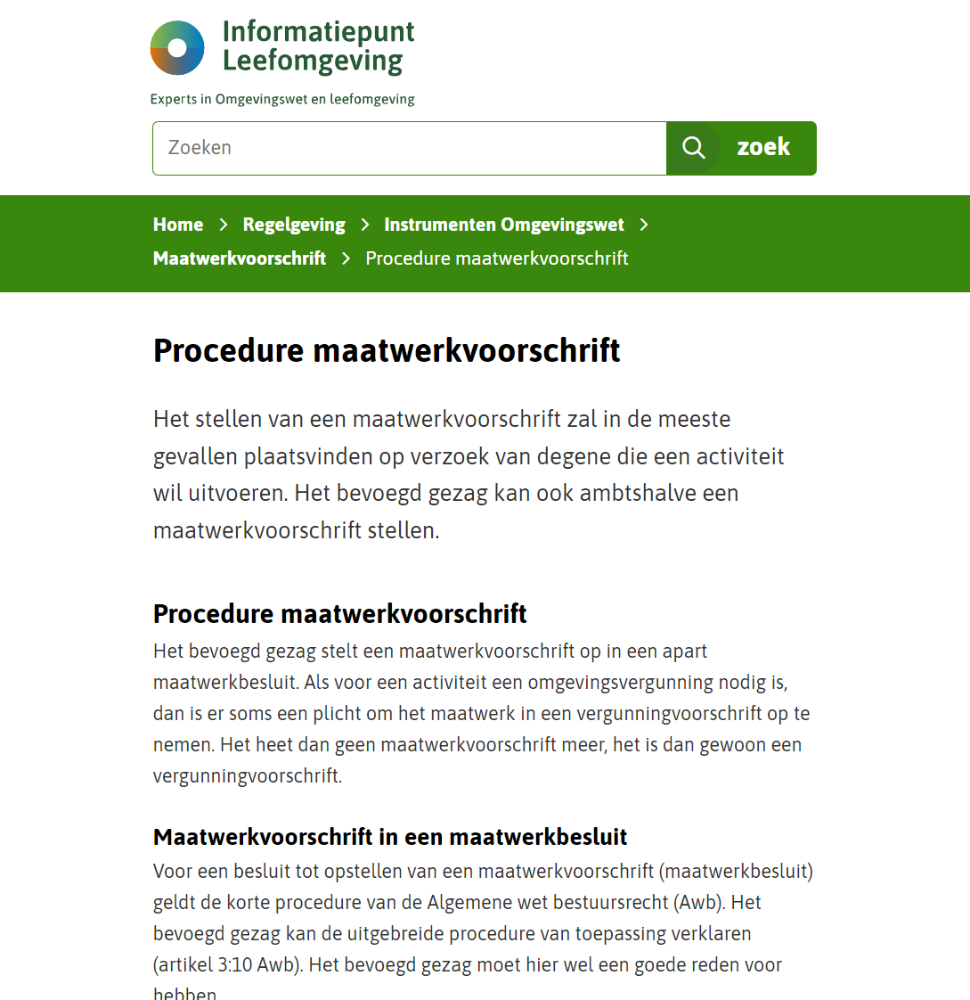 Informatiepunt
Leefomgeving
Experts in Omgevingswet en leefomgeving
Zoeken
zoek
Home > Regelgeving > Instrumenten Omgevingswet >
Maatwerkvoorschrift > Procedure maatwerkvoorschrift
Procedure maatwerkvoorschrift
Het stellen van een maatwerkvoorschrift zal in de meeste
gevallen plaatsvinden op verzoek van degene die een activiteit
wil uitvoeren. Het bevoegd gezag kan ook ambtshalve een
maatwerkvoorschrift stellen.
Procedure maatwerkvoorschrift
Het bevoegd gezag stelt een maatwerkvoorschrift op in een apart
maatwerkbesluit. Als voor een activiteit een omgevingsvergunning nodig is,
dan is er soms een plicht om het maatwerk in een vergunningvoorschrift op te
nemen. Het heet dan geen maatwerkvoorschrift meer, het is dan gewoon een
vergunningvoorschrift.
Maatwerkvoorschrift in een maatwerkbesluit
Voor een besluit tot opstellen van een maatwerkvoorschrift (maatwerkbesluit)
geldt de korte procedure van de Algemene wet bestuursrecht (Awb). Het
bevoegd gezag kan de uitgebreide procedure van toepassing verklaren
(artikel 3:10 Awb). Het bevoegd gezag moet hier wel een goede reden voor
hebben